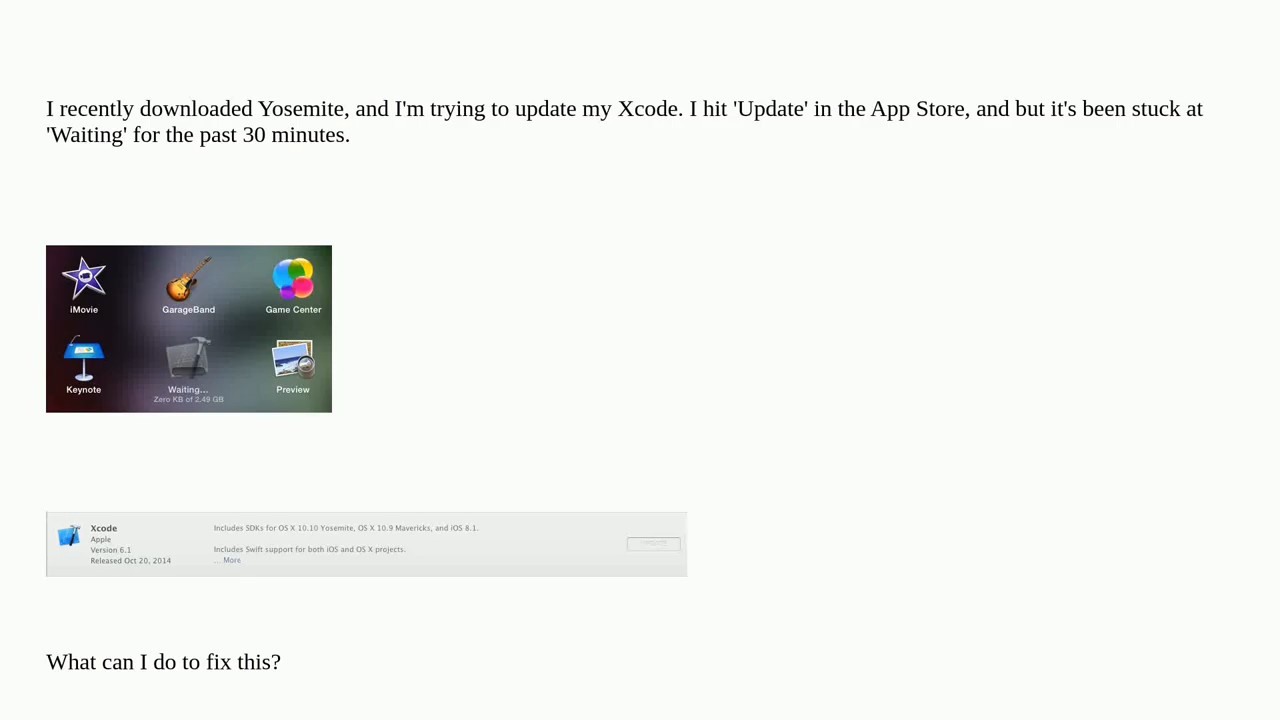 I recently downloaded Yosemite, and I'm trying to update my Xcode. I hit 'Update' in the App Store, and but it's been stuck at
'Waiting' for the past 30 minutes.
iMovie GarageBand Game Center
Keynote Waiting... Preview
Zero KB of 2.49 GB
Xcode
Apple
Version 6.1
Released Oct 20, 2014
Includes SDKs for OS X 10.10 Yosemite, OS X 10.9 Mavericks, and iOS 8.1.
Includes Swift support for both iOS and OS X projects.
... More
What can I do to fix this?